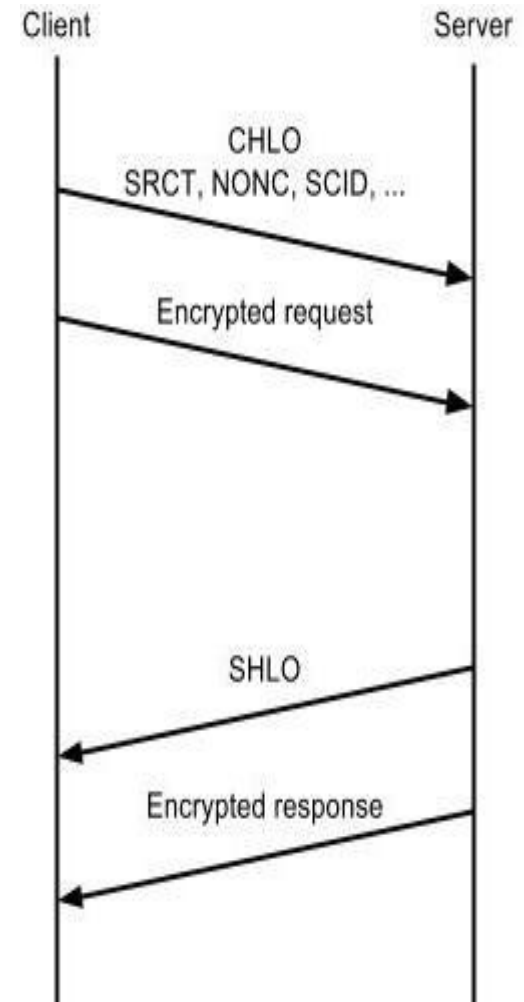 Client
Server
CHLO
SRCT, NONC, SCID, ...
Encrypted request
SHLO
Encrypted response